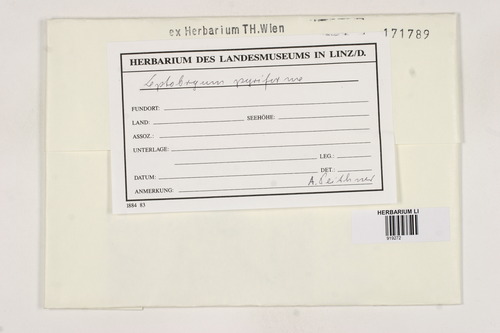 ex Herbarium TH.Wien
171789
HERBARIUM DES LANDESMUSEUMS IN LINZ/D.
Leptobryum pyriforme
FUNDORT:
LAND: SEEHÖHE:
ASSOZ.:
UNTERLAGE:
LEG.:
DATUM: DET.:
ANMERKUNG: A.
1884 83
HERBARIUM LI
919272